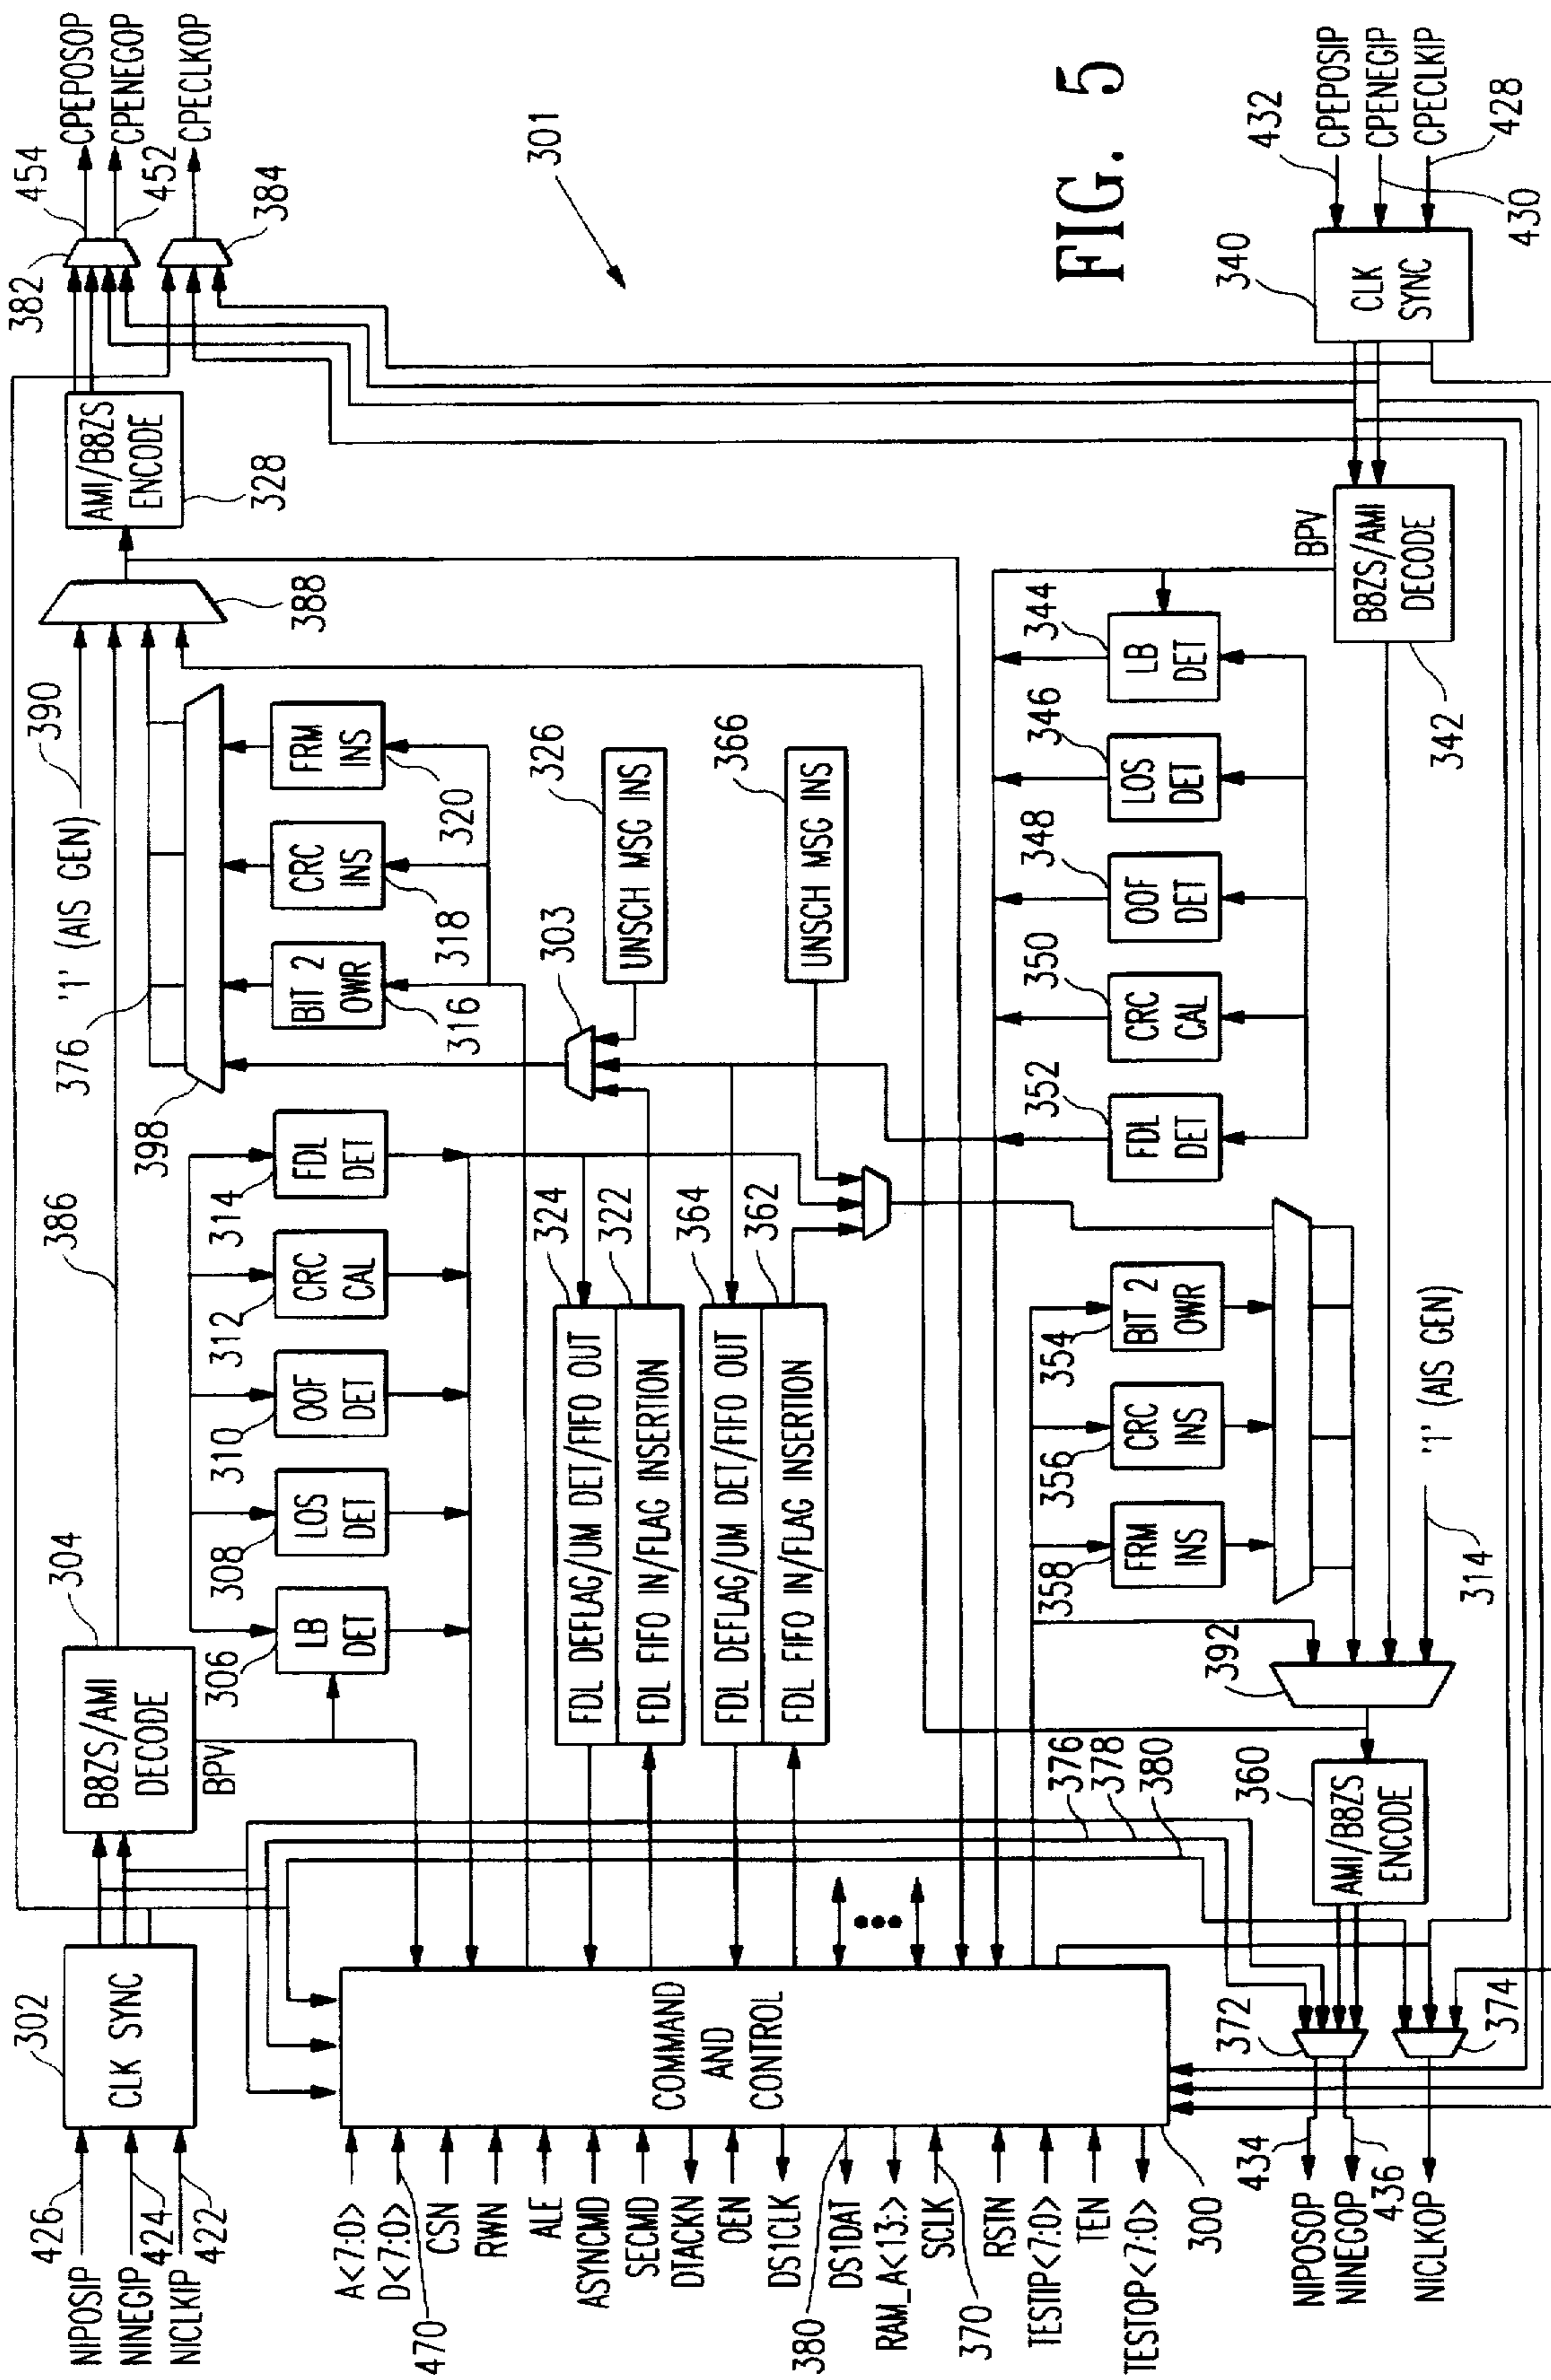 FIG. 5
301
NIPOSIP
426
NINEGIP
424
NICLKIP
422
302
CLK SYNC
304
B8ZS/AMI
DECODE
BPV
386
376
'1' (AIS GEN)
390
388
AMI/B8ZS
ENCODE
328
382
454
CPEPOSOP
CPENEGOP
452
CPECLKOP
384
306
LB
DET
308
LOS
DET
310
OOF
DET
312
CRC
CAL
314
FDL
DET
398
BIT 2
OWR
316
CRC
INS
318
FRM
INS
320
303
UNSCH MSG INS
326
UNSCH MSG INS
366
FDL DEFLAG/UM DET/FIFO OUT
324
FDL FIFO IN/FLAG INSERTION
322
FDL DEFLAG/UM DET/FIFO OUT
364
FDL FIFO IN/FLAG INSERTION
362
COMMAND
AND
CONTROL
300
A<7:0>
D<7:0>
470
CSN
RWN
ALE
ASYNCMD
SECMD
DTACKN
OEN
DS1CLK
DS1DAT
380
RAM_A<13:>
SCLK
370
RSTN
TESTIP<7:0>
TEN
TESTOP<7:0>
376
378
380
358
FRM
INS
356
CRC
INS
354
BIT 2
OWR
352
FDL
DET
350
CRC
CAL
348
OOF
DET
346
LOS
DET
344
LB
DET
BPV
B8ZS/AMI
DECODE
342
340
CLK
SYNC
432
CPEPOSIP
CPENEGIP
CPECLKIP
430
428
392
'1' (AIS GEN)
314
360
AMI/B8ZS
ENCODE
372
374
434
NIPOSOP
NINEGOP
436
NICLKOP